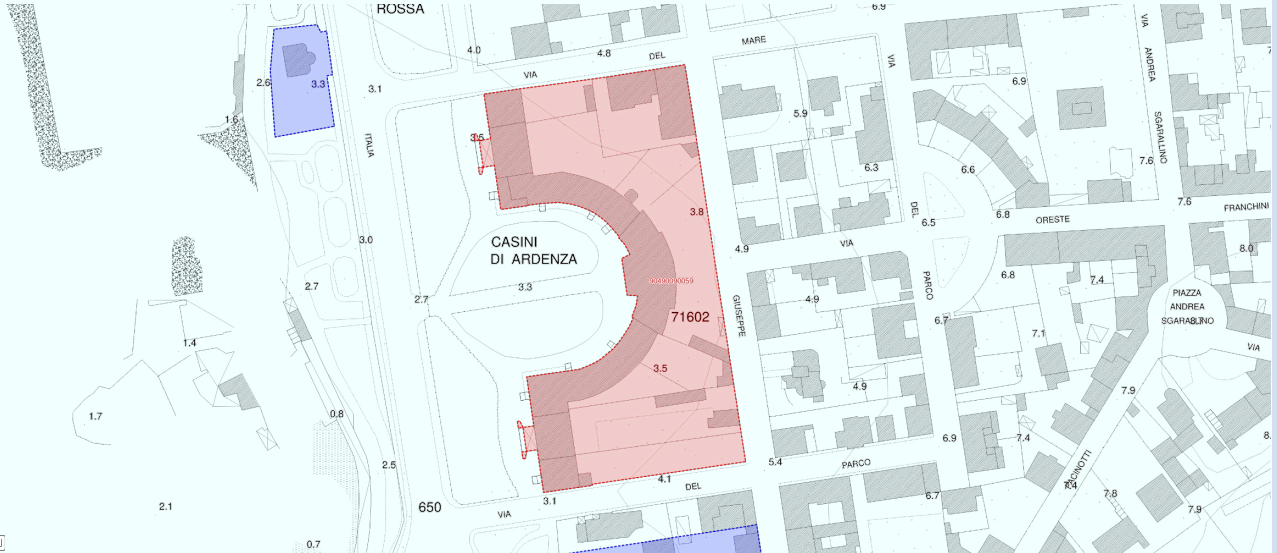 ROSSA
6.9
MARE
VIA
4.0
4.8
DEL
VIA
VIA
ANDREA
SGARALLINO
2.6
3.3
3.1
6.9
1.6
ITALIA
3.5
5.9
6.3
7.6
6.6
3.8
DEL
6.5
6.8
ORESTE
7.6
FRANCHINI
3.0
CASINI
DI ARDENZA
4.9
VIA
8.0
2.7
3.3
2.7
90490090059
GIUSEPPE
4.9
PARCO
6.8
7.4
PIAZZA
ANDREA
SGARALLINO
71602
6.7
7.1
VIA
1.4
3.5
4.9
7.9
1.7
0.8
2.5
6.9
7.4
5.4
PARCO
DEL
4.1
3.1
VIA
650
PACINOTTI
7.4
7.8
6.7
7.9
2.1
0.7